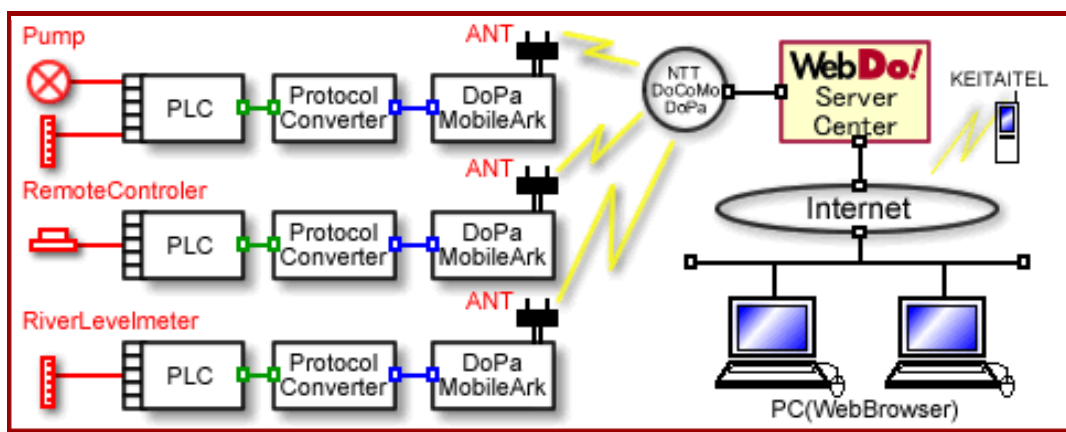 Pump
ANT
PLC
Protocol
Converter
DoPa
MobileArk
NTT
DoCoMo
DoPa
WebDo!
Server
Center
KEITAITEL
RemoteControler
ANT
PLC
Protocol
Converter
DoPa
MobileArk
Internet
RiverLevelmeter
ANT
PLC
Protocol
Converter
DoPa
MobileArk
PC(WebBrowser)